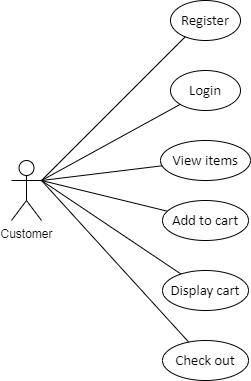 Register
Login
View items
Add to cart
Customer
Display cart
Check out